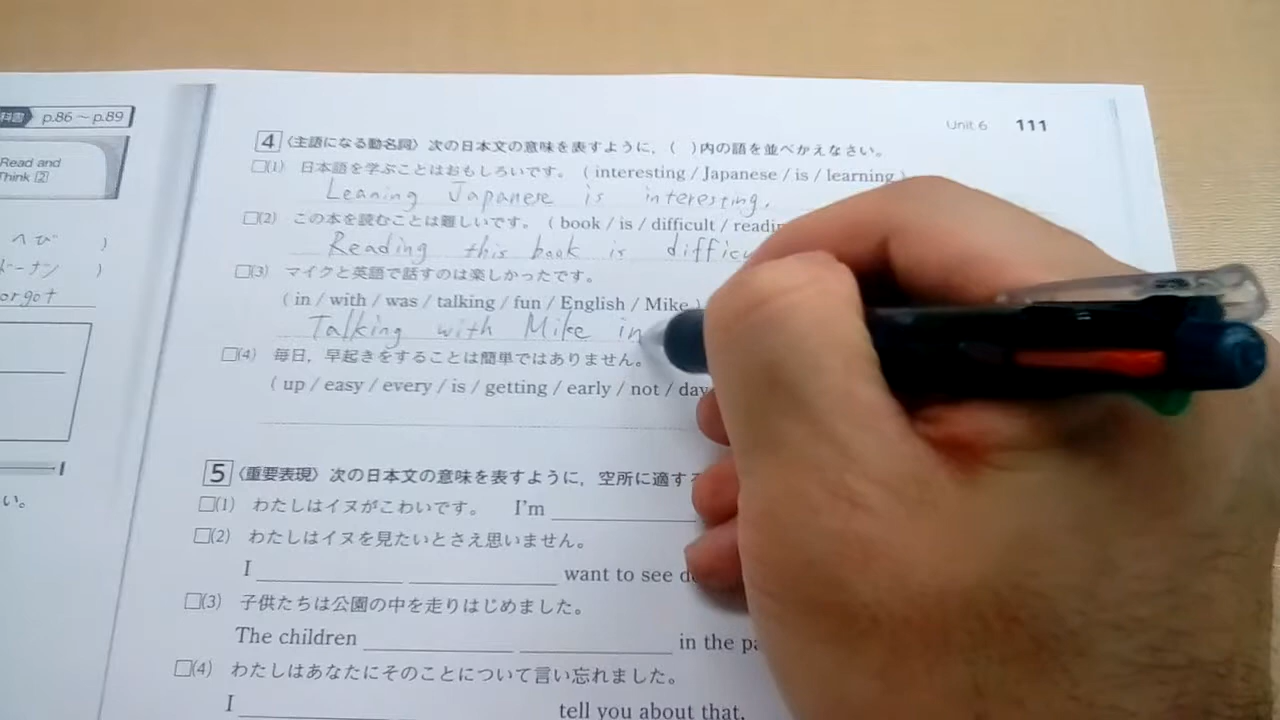 科書 p.86～p.89
Read and
Think 2
へび )
ドーナン )
orgot
い。
Unit 6 111
4 〈主語になる動名詞〉次の日本文の意味を表すように，( )内の語を並べかえなさい。
□(1) 日本語を学ぶことはおもしろいです。 ( interesting / Japanese / is / learning
Leaning Japanese is interesting.
□(2) この本を読むことは難しいです。 ( book / is / difficult / readi
Reading this book is difficu
□(3) マイクと英語で話すのは楽しかったです。
( in / with / was / talking / fun / English / Mike )
Talking with Mike in
□(4) 毎日，早起きをすることは簡単ではありません。
( up / easy / every / is / getting / early / not / day
5 〈重要表現〉次の日本文の意味を表すように，空所に適する
□(1) わたしはイヌがこわいです。 I'm
□(2) わたしはイヌを見たいとさえ思いません。
I want to see d
□(3) 子供たちは公園の中を走りはじめました。
The children in the pa
□(4) わたしはあなたにそのことについて言い忘れました。
I tell you about that.